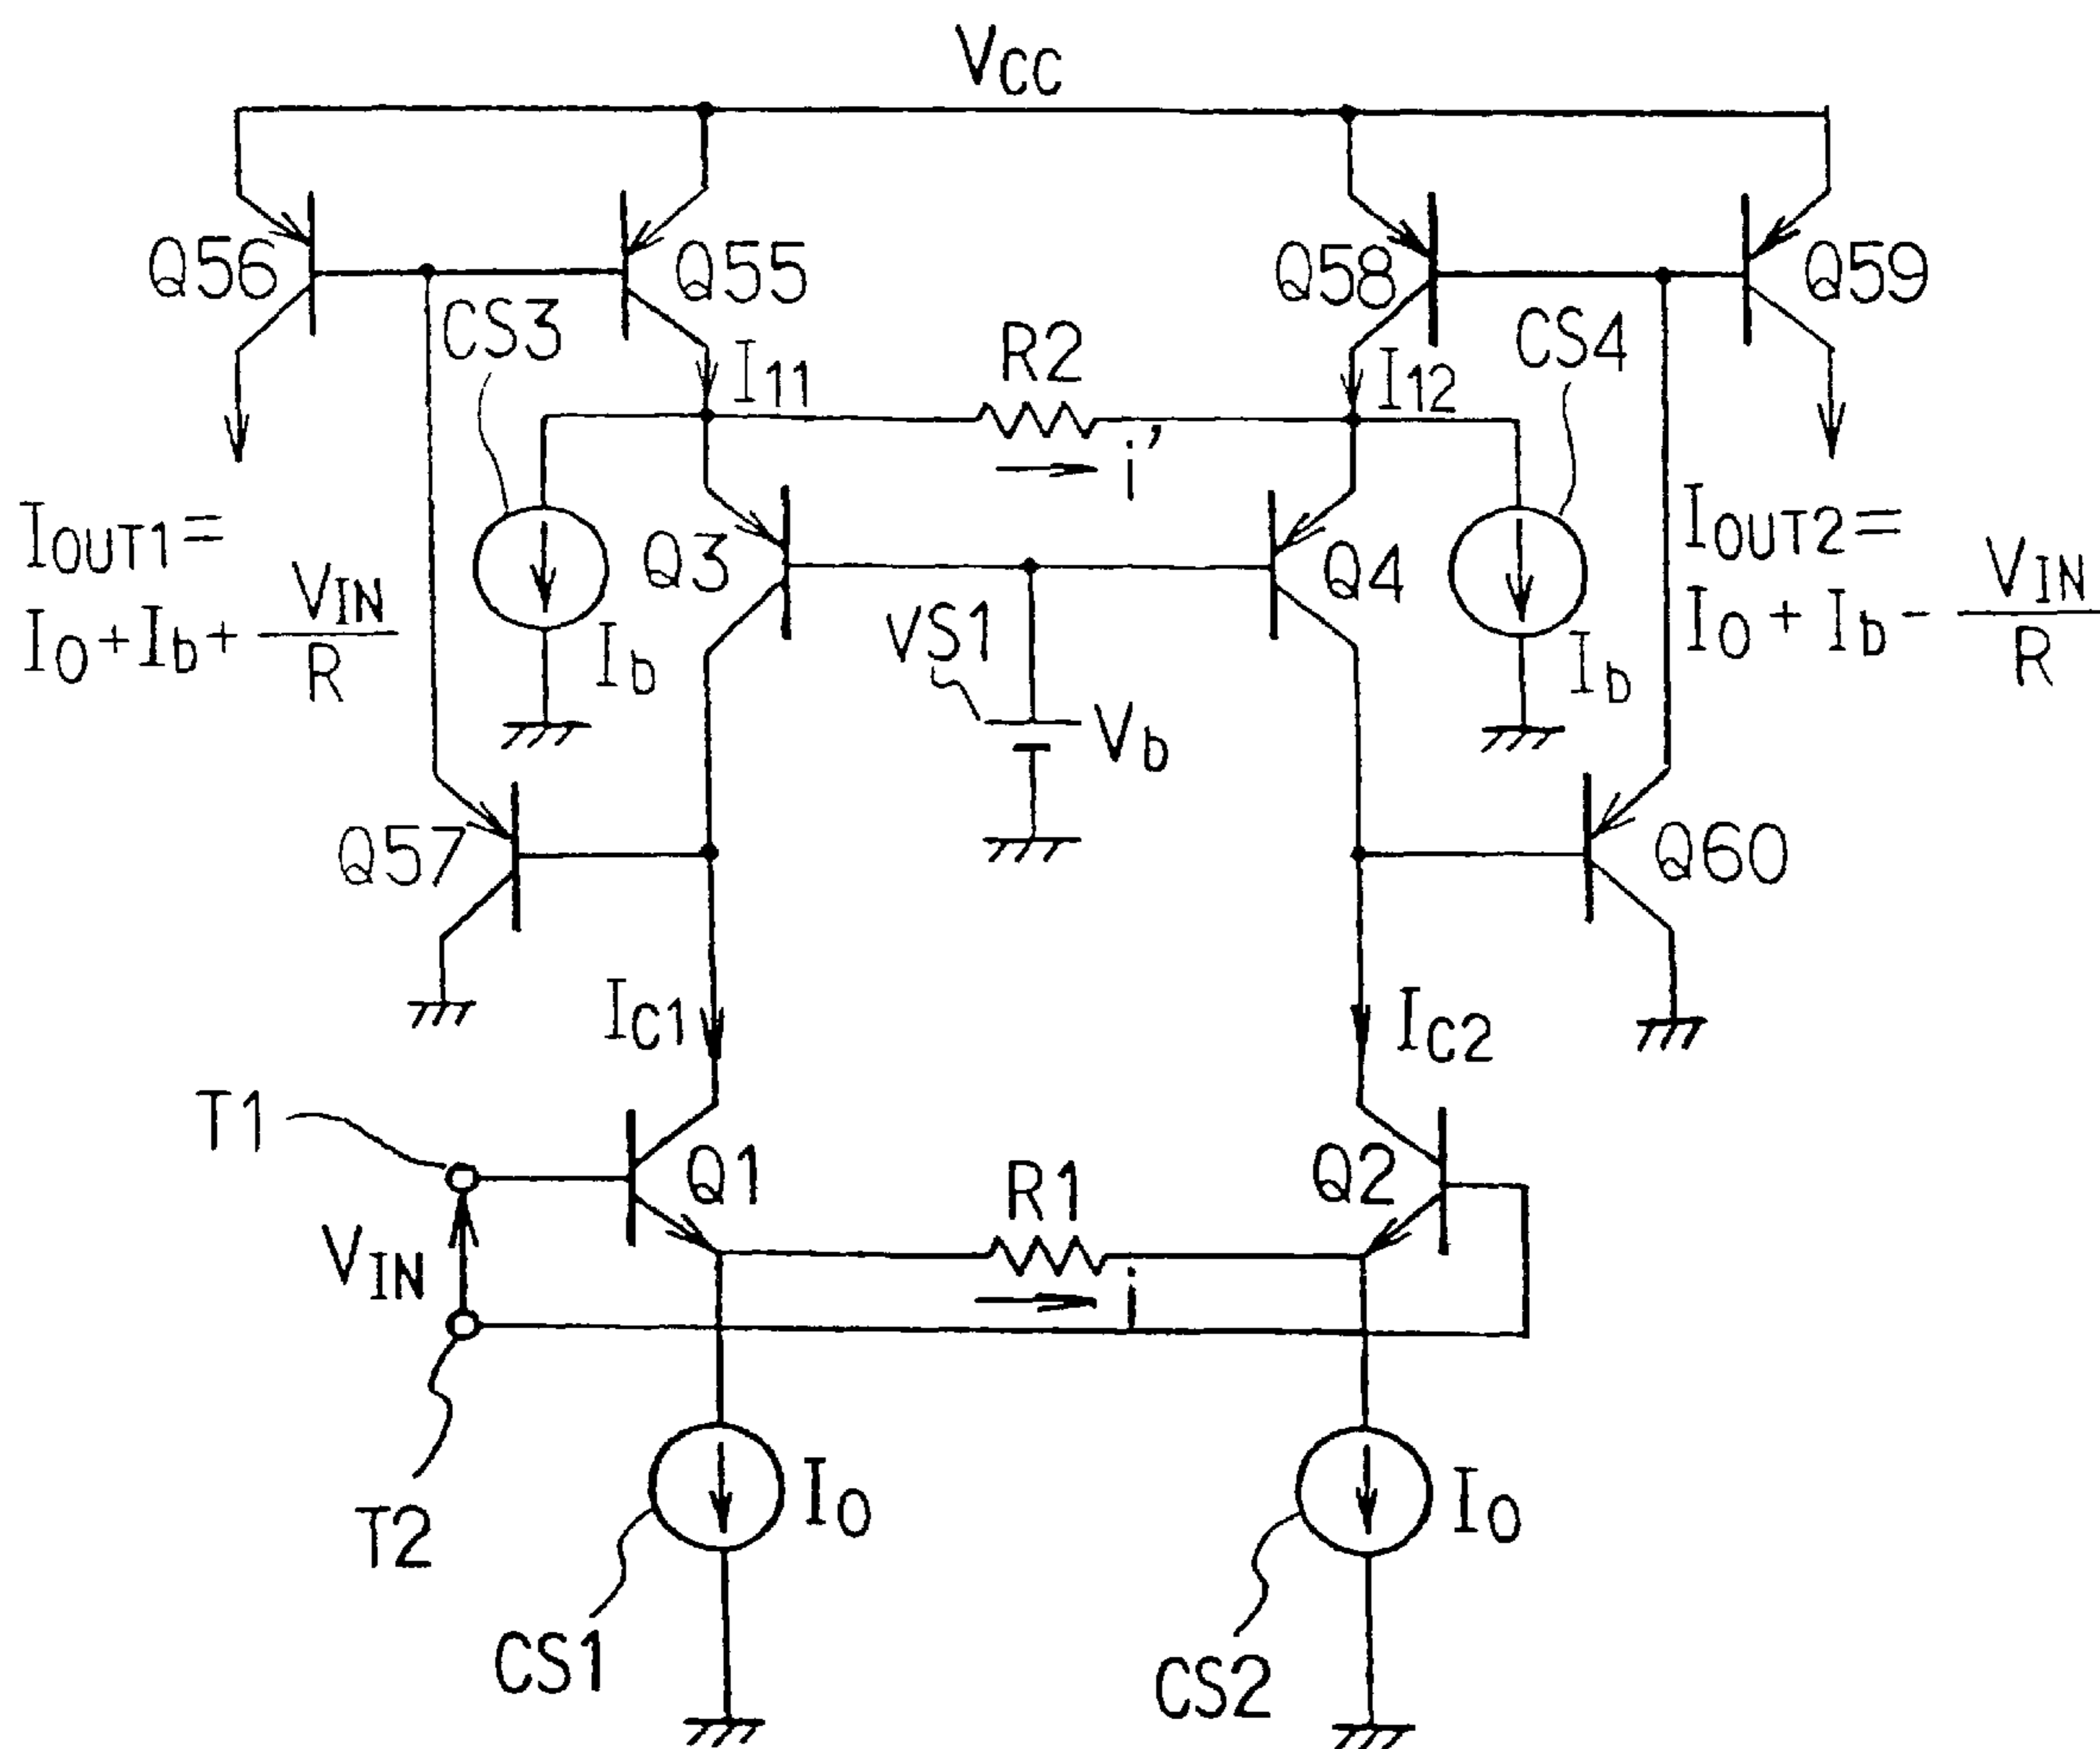 VCC
Q56
Q55
Q58
Q59
CS3
CS4
I11
R2
I12
i’
IOUT1=
IO+Ib+VIN/R
Ib
Q3
Q4
VS1
Vb
Ib
IOUT2=
IO+Ib-VIN/R
Q57
Q60
IC1
IC2
T1
Q1
R1
Q2
VIN
i
T2
IO
IO
CS1
CS2